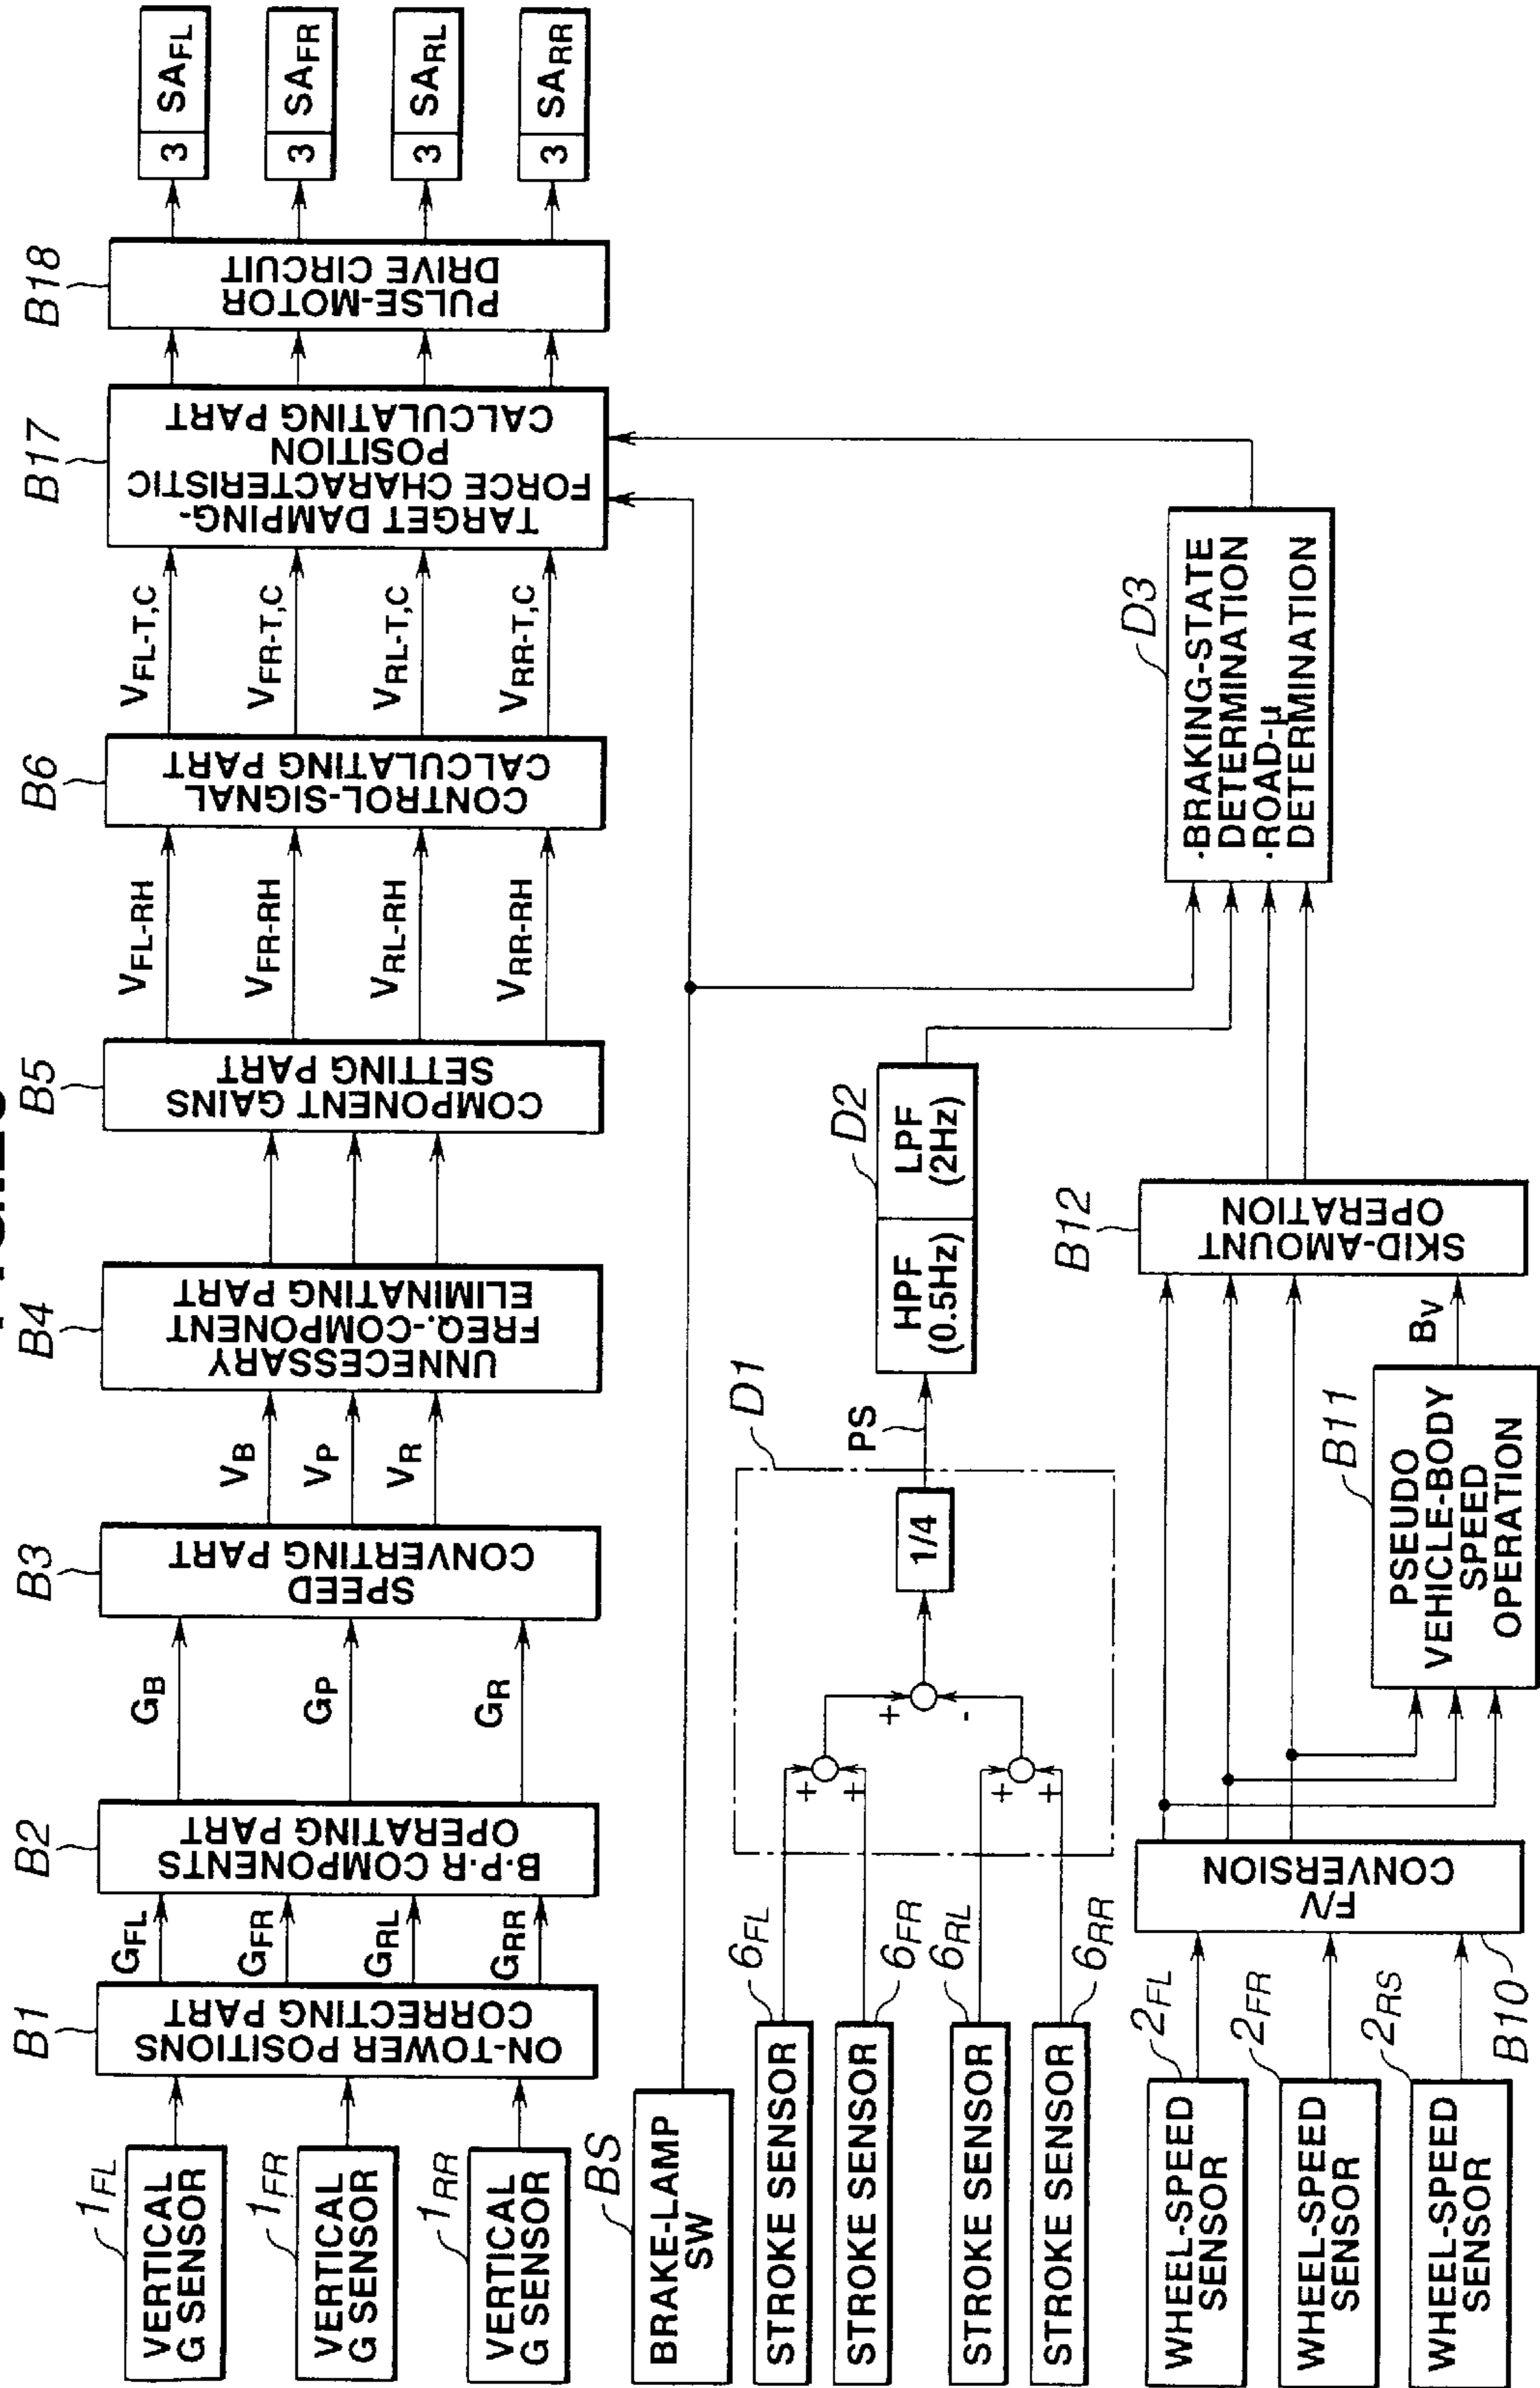 1FL
VERTICAL
G SENSOR
1FR
VERTICAL
G SENSOR
1RR
VERTICAL
G SENSOR
B1
ON-TOWER POSITIONS
CORRECTING PART
GFL
GFR
GRL
GRR
B2
B·P·R COMPONENTS
OPERATING PART
GB
GP
GR
B3
SPEED
CONVERTING PART
VB
VP
VR
B4
UNNECESSARY
FREQ.-COMPONENT
ELIMINATING PART
B5
COMPONENT GAINS
SETTING PART
VFL-RH
VFR-RH
VRL-RH
VRR-RH
B6
CONTROL-SIGNAL
CALCULATING PART
VFL-T,C
VFR-T,C
VRL-T,C
VRR-T,C
B17
TARGET DAMPING-
FORCE CHARACTERISTIC
POSITION
CALCULATING PART
B18
PULSE-MOTOR
DRIVE CIRCUIT
3 SAFL
3 SAFR
3 SARL
3 SARR
BS
BRAKE-LAMP
SW
STROKE SENSOR
6FL
STROKE SENSOR
6FR
STROKE SENSOR
6RL
STROKE SENSOR
6RR
D1
+
+
+
+
+
-
1/4
PS
D2
HPF
(0.5Hz)
LPF
(2Hz)
D3
·BRAKING-STATE
DETERMINATION
·ROAD-μ
DETERMINATION
WHEEL-SPEED
SENSOR
2FL
WHEEL-SPEED
SENSOR
2FR
WHEEL-SPEED
SENSOR
2RS
B10
F/V
CONVERSION
B11
PSEUDO
VEHICLE-BODY
SPEED
OPERATION
BV
B12
SKID-AMOUNT
OPERATION